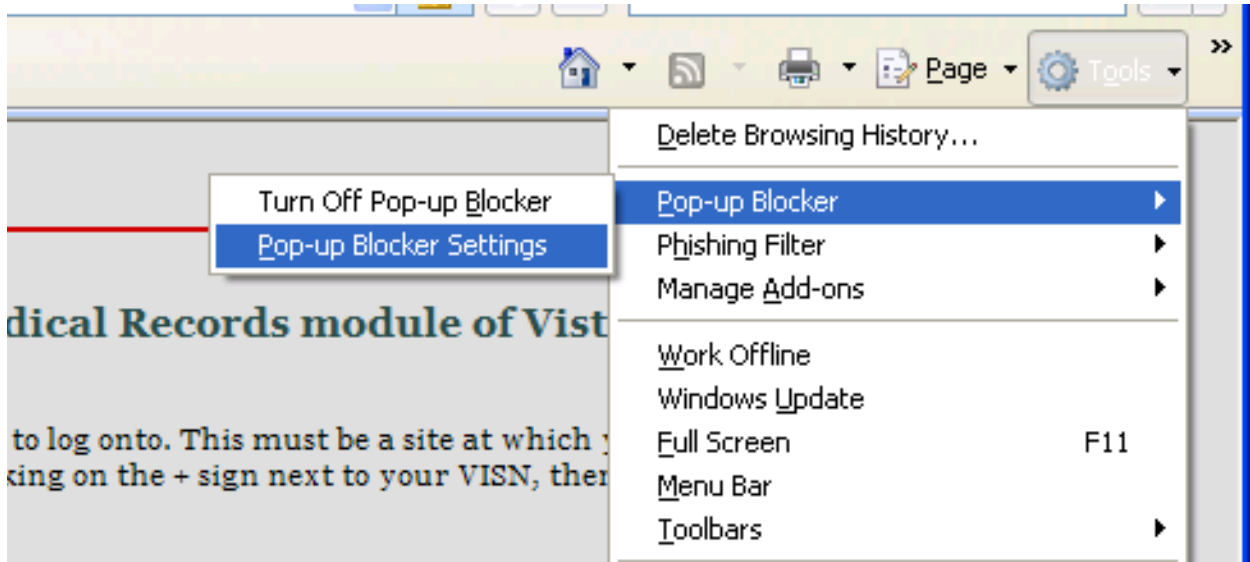 Page
Tools
»
Delete Browsing History...
Turn Off Pop-up Blocker
Pop-up Blocker Settings
Pop-up Blocker
Phishing Filter
Manage Add-ons
dical Records module of Vist
Work Offline
Windows Update
Full Screen F11
Menu Bar
Toolbars
to log onto. This must be a site at which
king on the + sign next to your VISN, then